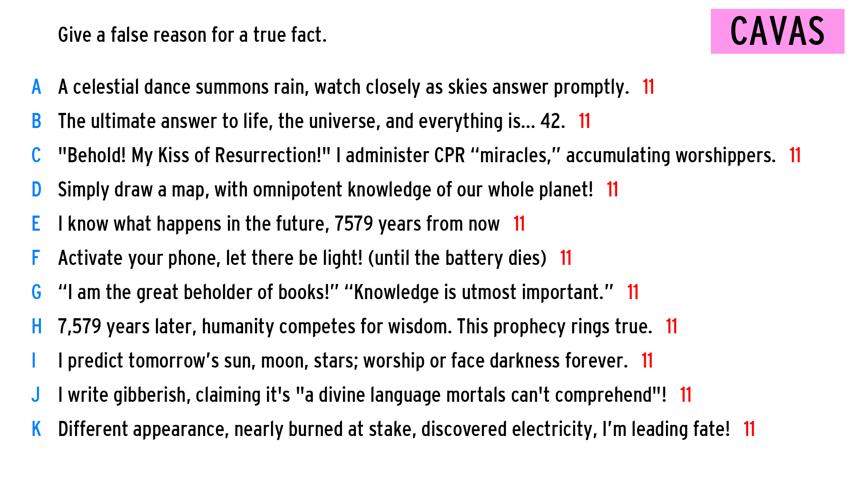 Give a false reason for a true fact.
CAVAS
A A celestial dance summons rain, watch closely as skies answer promptly. 11
B The ultimate answer to life, the universe, and everything is... 42. 11
C "Behold! My Kiss of Resurrection!" I administer CPR “miracles,” accumulating worshippers. 11
D Simply draw a map, with omnipotent knowledge of our whole planet! 11
E I know what happens in the future, 7579 years from now 11
F Activate your phone, let there be light! (until the battery dies) 11
G “I am the great beholder of books!” “Knowledge is utmost important.” 11
H 7,579 years later, humanity competes for wisdom. This prophecy rings true. 11
I I predict tomorrow’s sun, moon, stars; worship or face darkness forever. 11
J I write gibberish, claiming it's "a divine language mortals can't comprehend"! 11
K Different appearance, nearly burned at stake, discovered electricity, I’m leading fate! 11